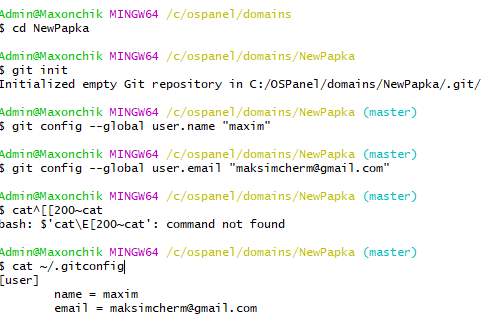 Admin@Maxonchik MINGW64 /c/ospanel/domains
$ cd NewPapka
Admin@Maxonchik MINGW64 /c/ospanel/domains/NewPapka
$ git init
Initialized empty Git repository in C:/OSPanel/domains/NewPapka/.git/
Admin@Maxonchik MINGW64 /c/ospanel/domains/NewPapka (master)
$ git config --global user.name "maxim"
Admin@Maxonchik MINGW64 /c/ospanel/domains/NewPapka (master)
$ git config --global user.email "maksimcherm@gmail.com"
Admin@Maxonchik MINGW64 /c/ospanel/domains/NewPapka (master)
$ cat^[[200~cat
bash: $'cat\E[200~cat': command not found
Admin@Maxonchik MINGW64 /c/ospanel/domains/NewPapka (master)
$ cat ~/.gitconfig
[user]
        name = maxim
        email = maksimcherm@gmail.com